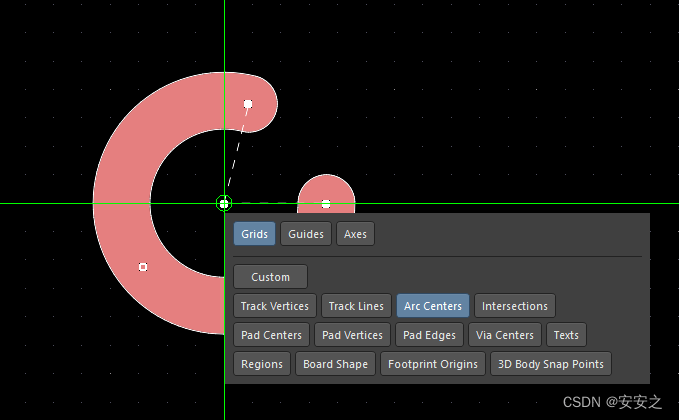 Grids Guides Axes
Custom
Track Vertices Track Lines Arc Centers Intersections
Pad Centers Pad Vertices Pad Edges Via Centers Texts
Regions Board Shape Footprint Origins 3D Body Snap Points
CSDN @安安之